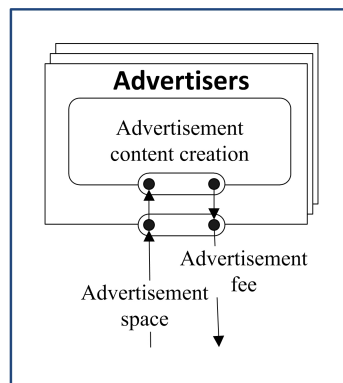 Advertisers
Advertisement
content creation
Advertisement
fee
Advertisement
space